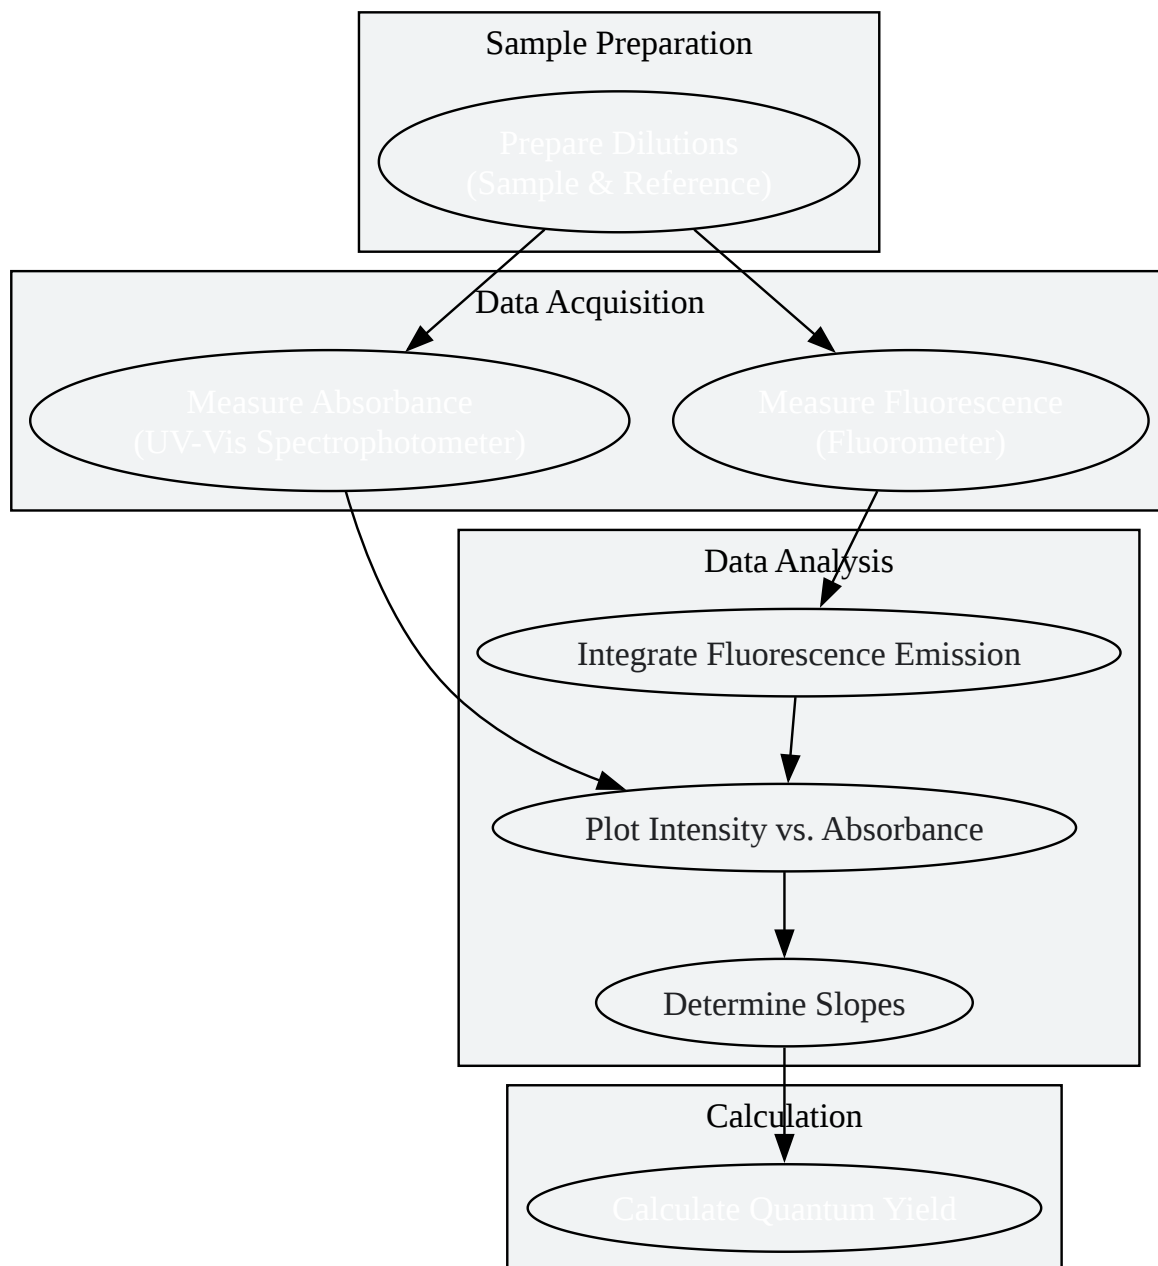 Sample Preparation
Prepare Dilutions
(Sample & Reference)
Data Acquisition
Measure Absorbance
(UV-Vis Spectrophotometer)
Measure Fluorescence
(Fluorometer)
Data Analysis
Integrate Fluorescence Emission
Plot Intensity vs. Absorbance
Determine Slopes
Calculation
Calculate Quantum Yield